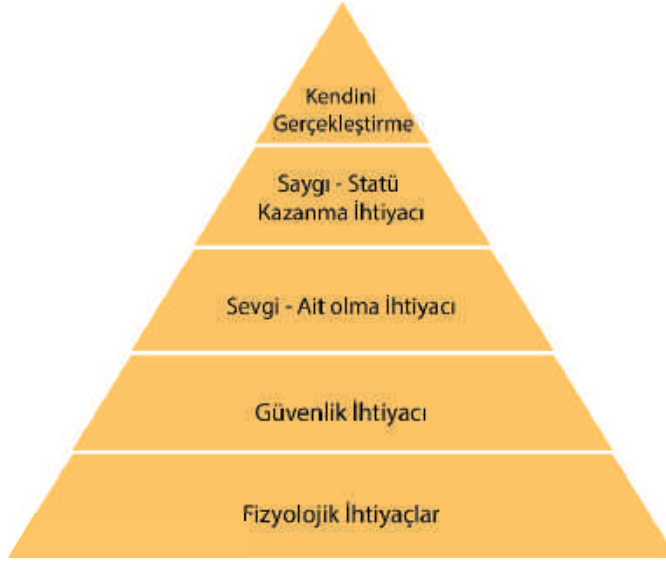 Kendini
Gerçekleştirme
Saygı - Statü
Kazanma İhtiyacı
Sevgi - Ait olma İhtiyacı
Güvenlik İhtiyacı
Fizyolojik İhtiyaçlar